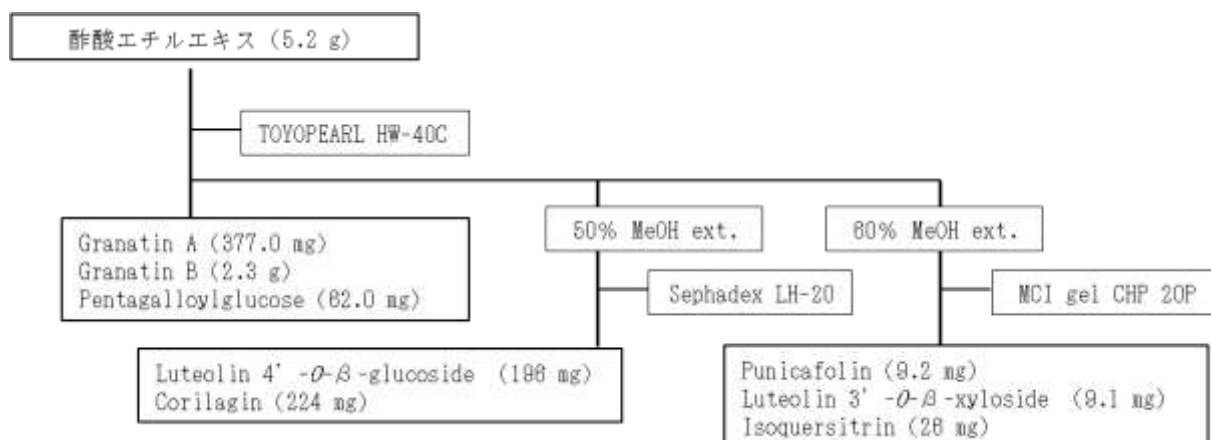 酢酸エチルエキス (5.2 g)
TOYOPEARL HW-40C
Granatin A (377.0 mg)
Granatin B (2.3 g)
Pentagalloylglucose (62.0 mg)
50% MeOH ext.
60% MeOH ext.
Sephadex LH-20
MCI gel CHP 20P
Luteolin 4' -O-β-glucoside (196 mg)
Corilagin (224 mg)
Punicafolin (9.2 mg)
Luteolin 3' -O-β-xyloside (9.1 mg)
Isoquersitrin (26 mg)